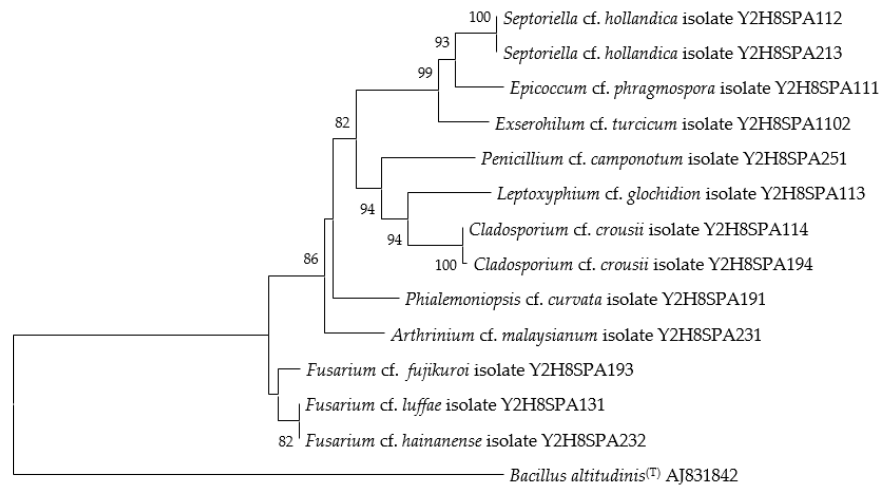 100 Septoriella cf. hollandica isolate Y2H8SPA112
93
Septoriella cf. hollandica isolate Y2H8SPA213
99
Epicoccum cf. phragmospora isolate Y2H8SPA111
82
Exserohilum cf. turcicum isolate Y2H8SPA1102
Penicillium cf. camponotum isolate Y2H8SPA251
Leptoxyphium cf. glochidion isolate Y2H8SPA113
94
Cladosporium cf. crousii isolate Y2H8SPA114
94
86
100 Cladosporium cf. crousii isolate Y2H8SPA194
Phialemoniopsis cf. curvata isolate Y2H8SPA191
Arthrinium cf. malaysianum isolate Y2H8SPA231
Fusarium cf. fujikuroi isolate Y2H8SPA193
Fusarium cf. luffae isolate Y2H8SPA131
82 Fusarium cf. hainanense isolate Y2H8SPA232
Bacillus altitudinis(T) AJ831842